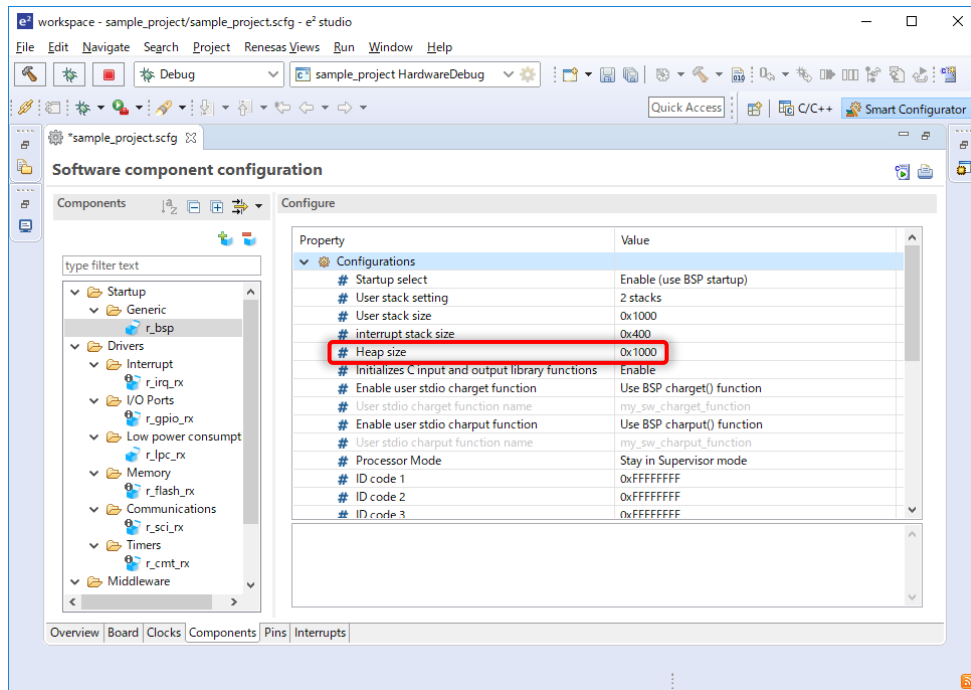 workspace - sample_project/sample_project.scfg - e² studio
File Edit Navigate Search Project Renesas Views Run Window Help
Debug sample_project HardwareDebug
Quick Access C/C++ Smart Configurator
*sample_project.scfg
Software component configuration
Components Configure
type filter text
Startup
Generic
r_bsp
Drivers
Interrupt
r_irq_rx
I/O Ports
r_gpio_rx
Low power consumpt
r_lpc_rx
Memory
r_flash_rx
Communications
r_sci_rx
Timers
r_cmt_rx
Middleware
Property Value
Configurations
# Startup select Enable (use BSP startup)
# User stack setting 2 stacks
# User stack size 0x1000
# interrupt stack size 0x400
# Heap size 0x1000
# Initializes C input and output library functions Enable
# Enable user stdio charget function Use BSP charget() function
# User stdio charget function name my_sw_charget_function
# Enable user stdio charput function Use BSP charput() function
# User stdio charput function name my_sw_charput_function
# Processor Mode Stay in Supervisor mode
# ID code 1 0xFFFFFFFF
# ID code 2 0xFFFFFFFF
# ID code 3 0xFFFFFFFF
Overview Board Clocks Components Pins Interrupts